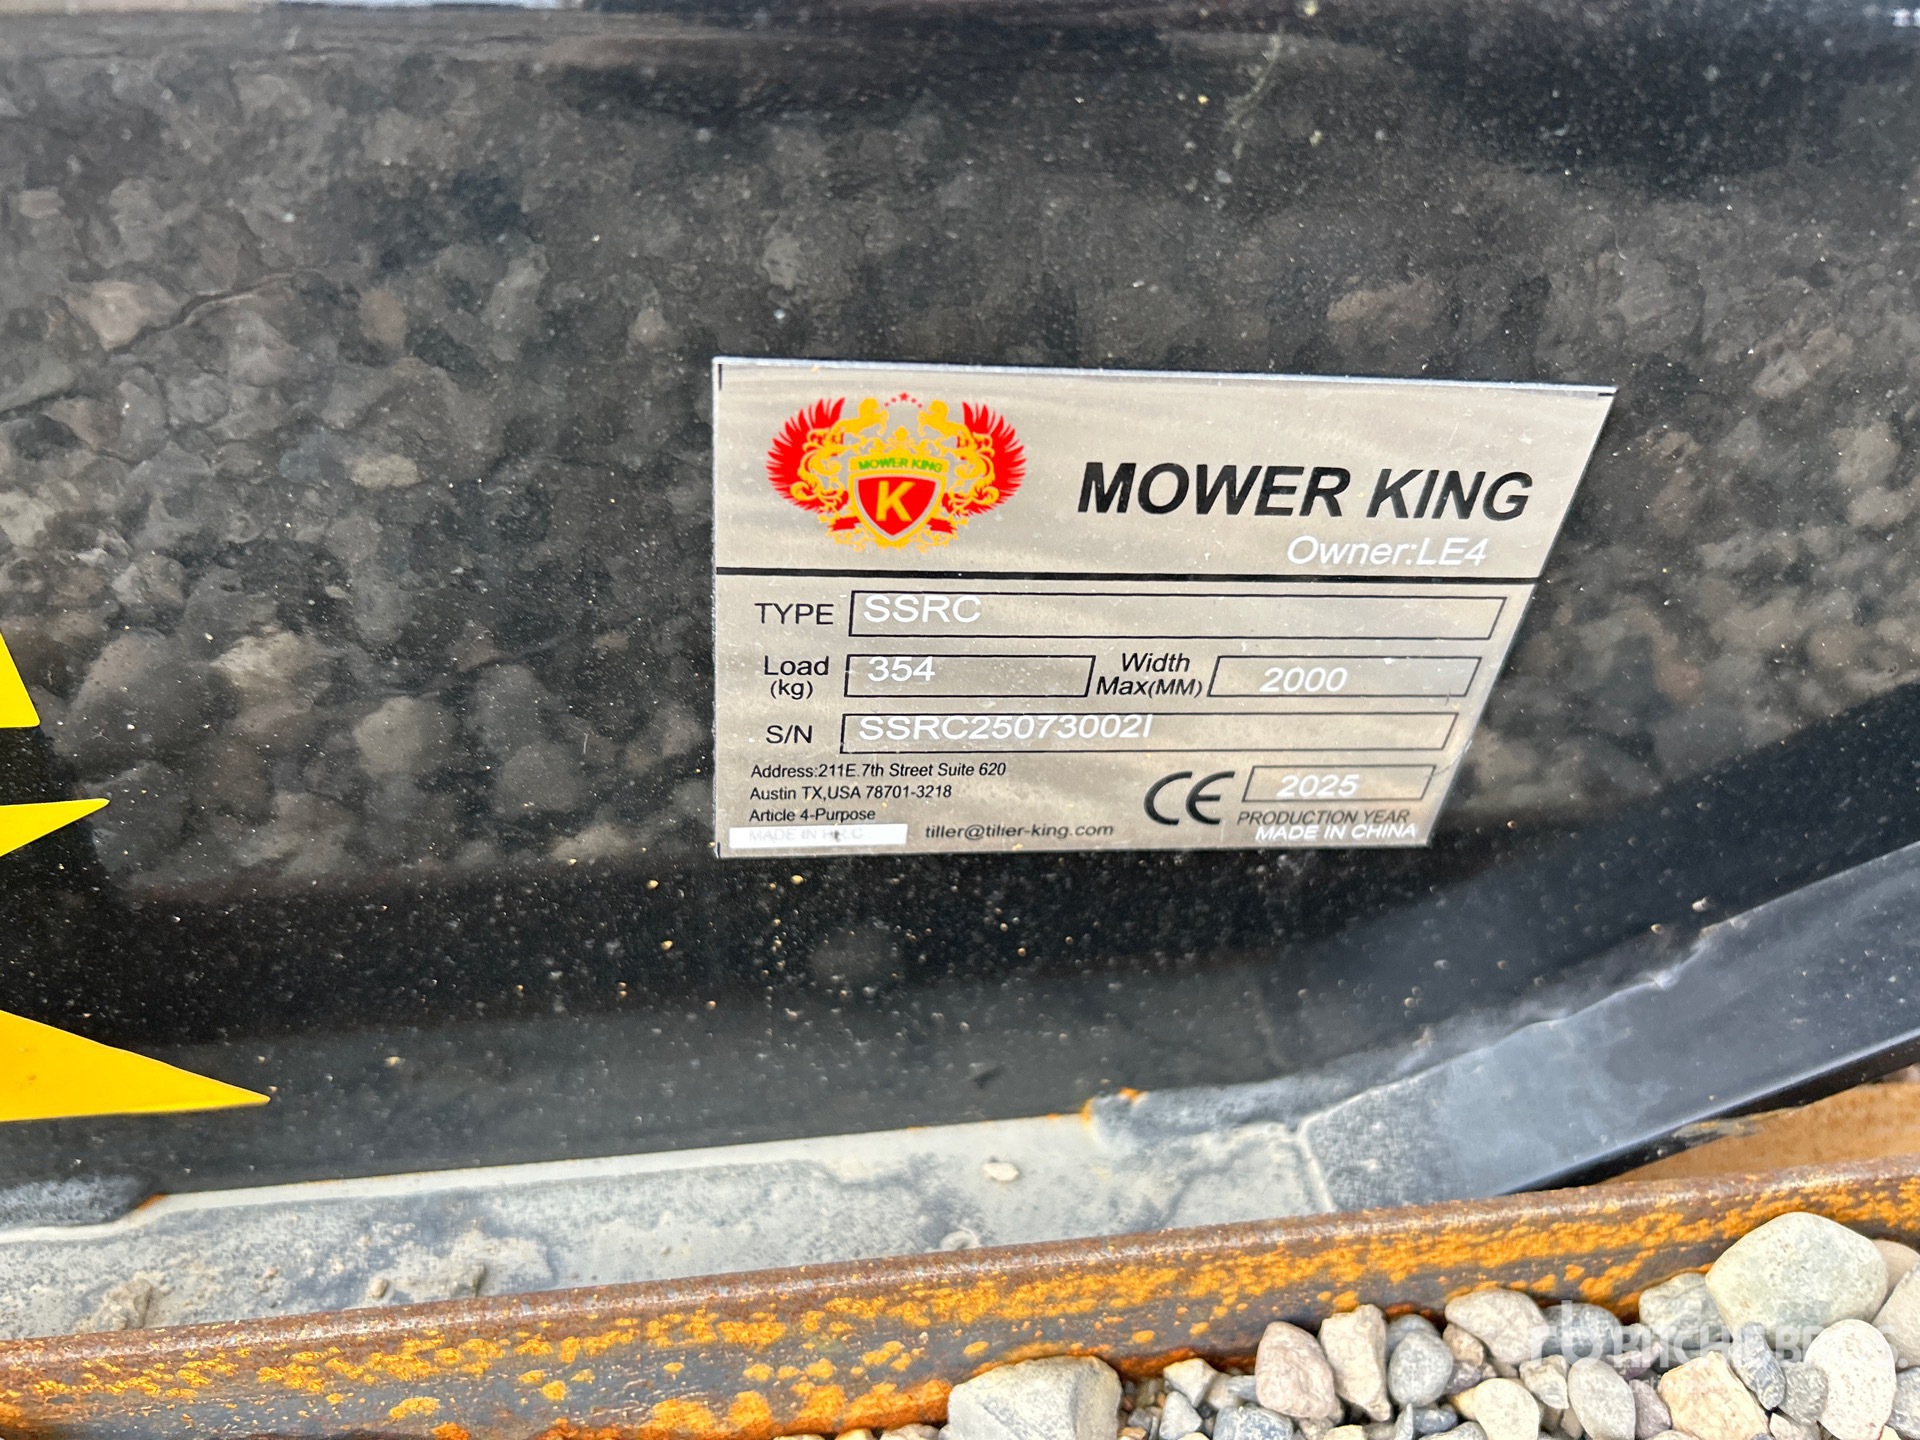 MOWER KING
K
MOWER KING
Owner:LE4
TYPE SSRC
Load (kg) 354 Width Max(MM) 2000
S/N SSRC25073002I
Address:211E.7th Street Suite 620
Austin TX,USA 78701-3218
Article 4-Purpose
CE 2025
PRODUCTION YEAR
MADE IN
tiller@tiller-king.com
MADE IN CHINA